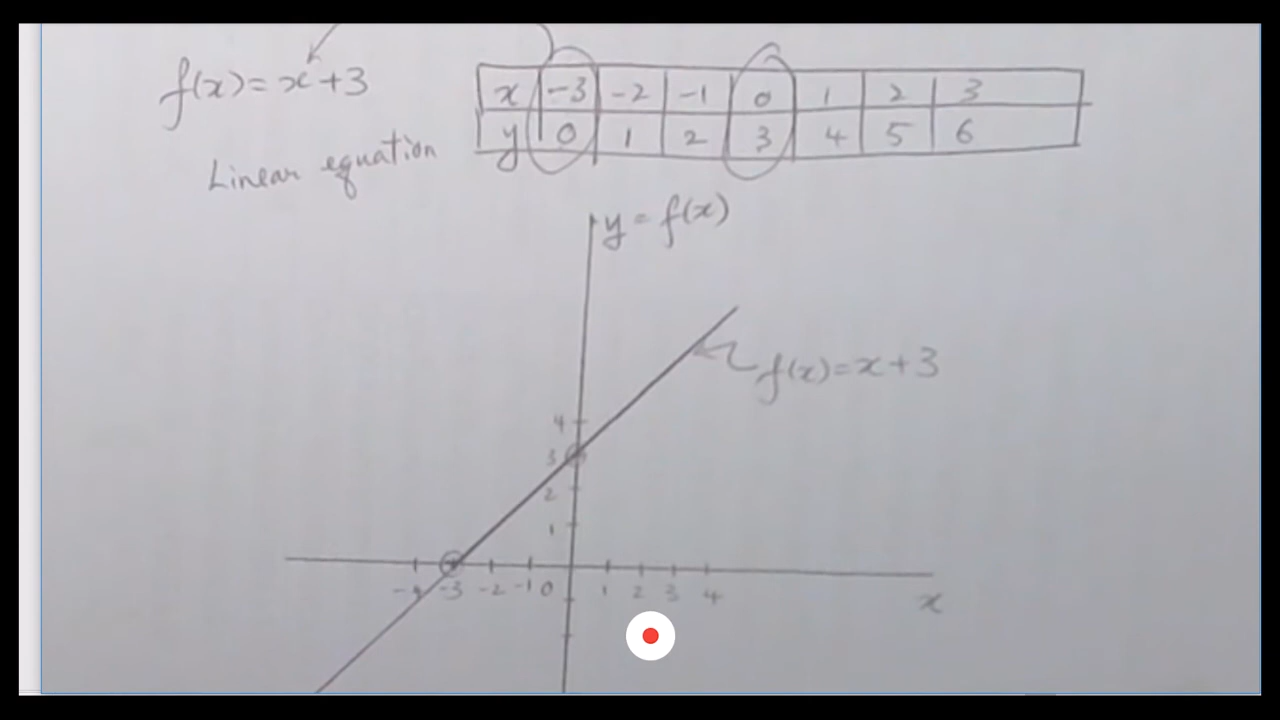 f(x) = x + 3
x -3 -2 -1 0 1 2 3
y 0 1 2 3 4 5 6
Linear equation
y = f(x)
f(x) = x + 3
4
3
2
1
-4 -3 -2 -1 0 1 2 3 4
x